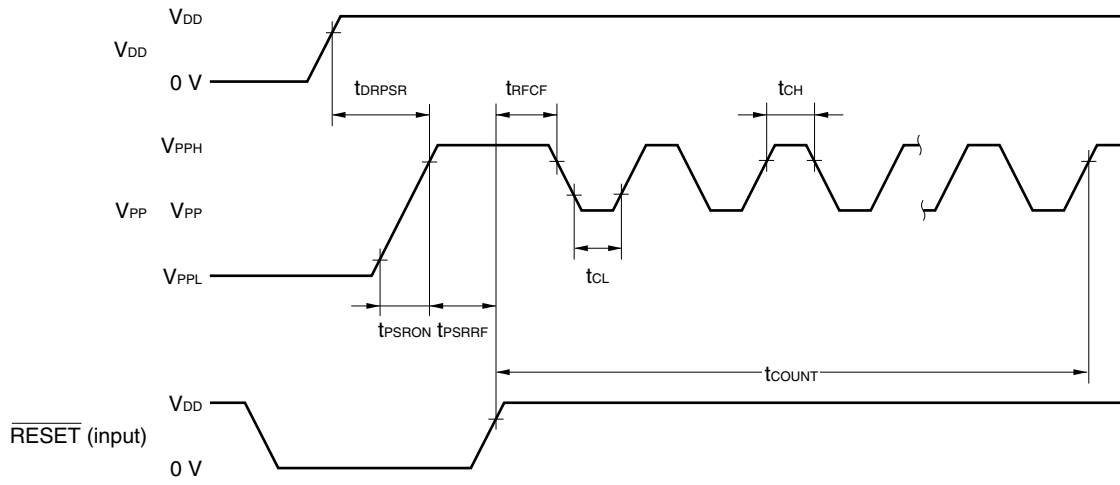 VDD
VDD
0 V
tDRPSR
tRFCF
tCH
VPPH
VPP VPP
tCL
VPPL
tPSRON tPSRRF
tCOUNT
VDD
RESET (input)
0 V